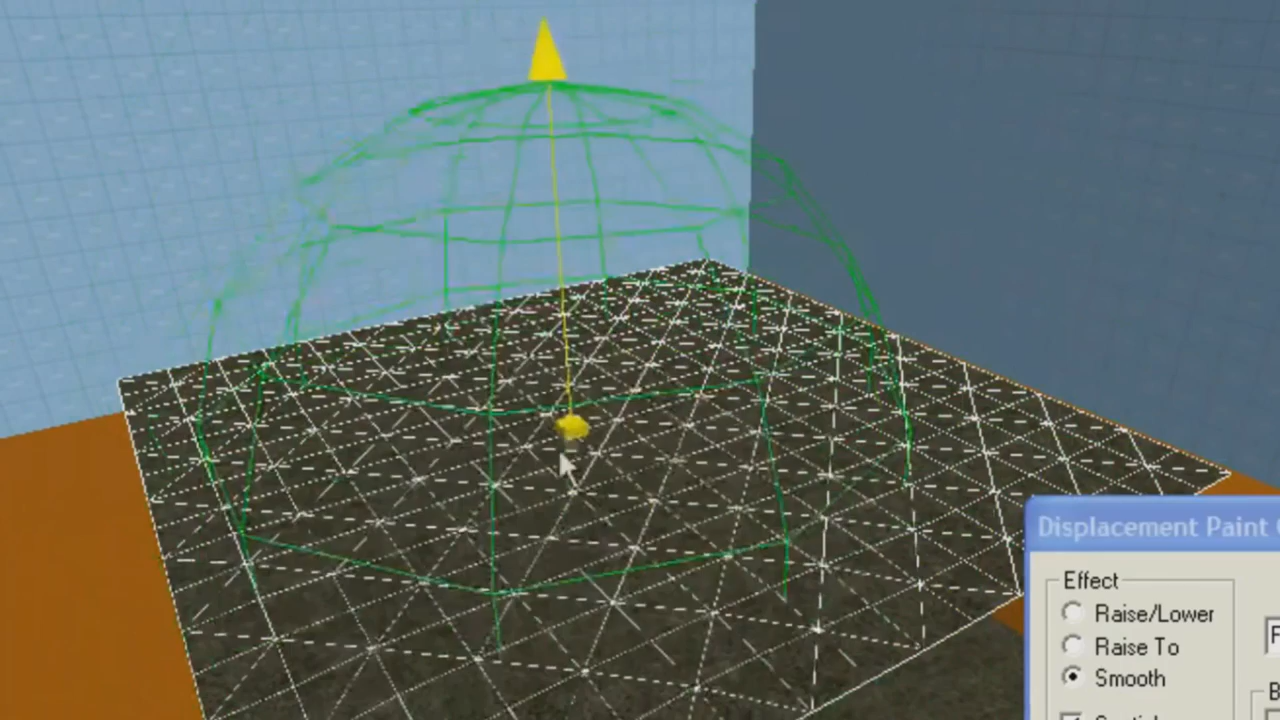 Displacement Paint
Effect
Raise/Lower
Raise To
Smooth